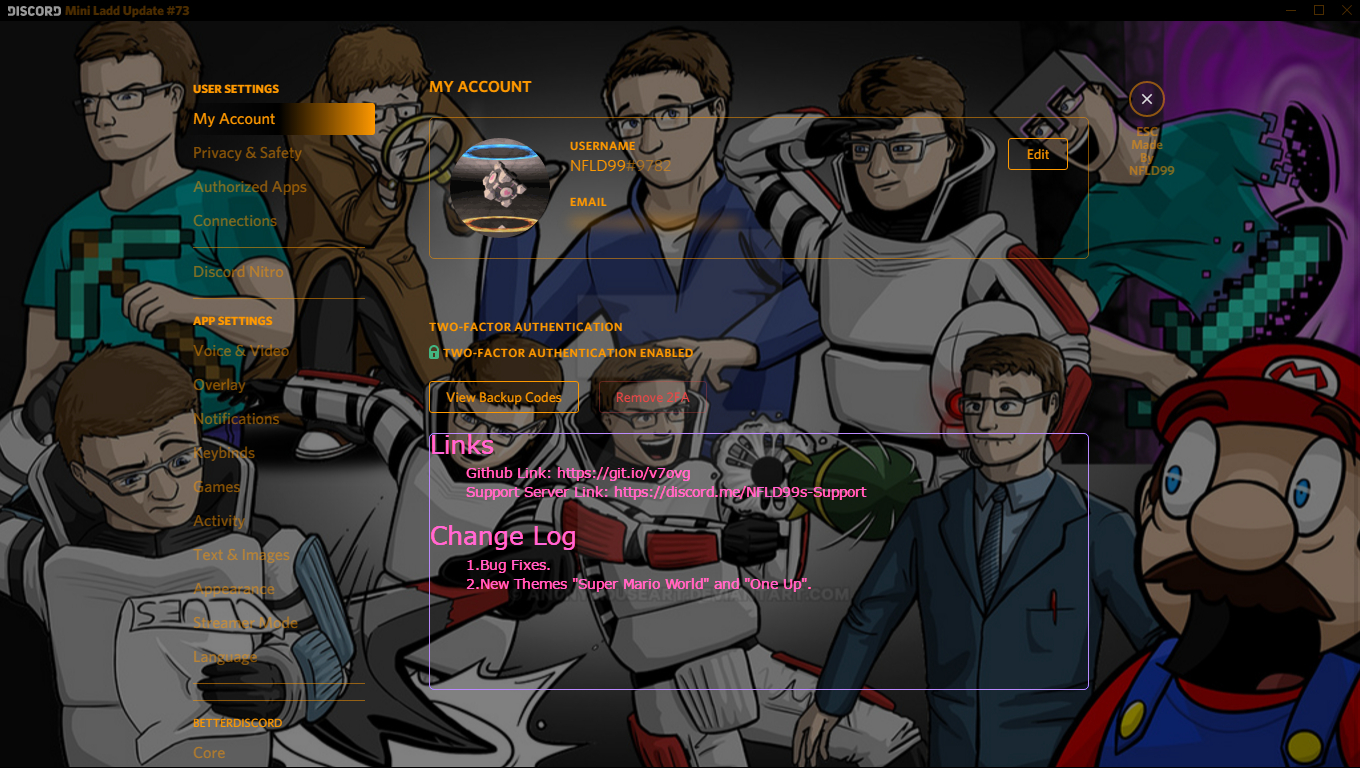 DISCORD Mini Ladd Update #73
USER SETTINGS
My Account
Privacy & Safety
Authorized Apps
Connections
Discord Nitro
APP SETTINGS
Voice & Video
Overlay
Notifications
Keybinds
Games
Activity
Text & Images
Appearance
Streamer Mode
Language
BETTERDISCORD
Core
MY ACCOUNT
USERNAME
NFLD99#9782
EMAIL
Edit
ESC
Made
By
NFLD99
TWO-FACTOR AUTHENTICATION
TWO-FACTOR AUTHENTICATION ENABLED
View Backup Codes
Remove 2FA
Links
Github Link: https://git.io/v7ovg
Support Server Link: https://discord.me/NFLD99s-Support
Change Log
1.Bug Fixes.
2.New Themes "Super Mario World" and "One Up".
M